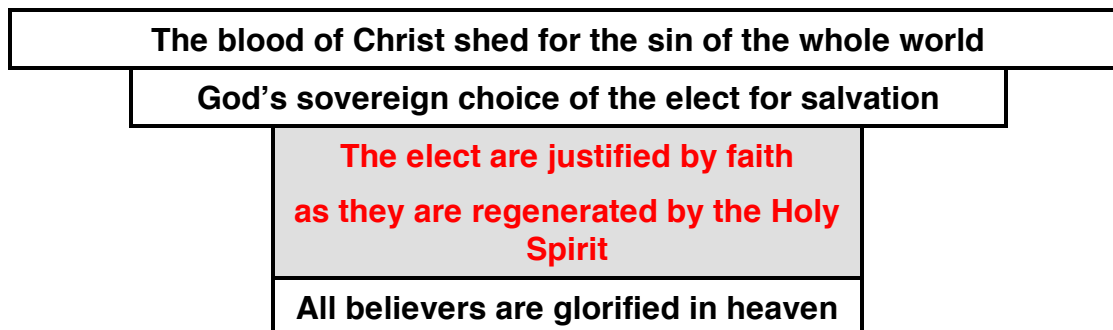 The blood of Christ shed for the sin of the whole world
God's sovereign choice of the elect for salvation
The elect are justified by faith
as they are regenerated by the Holy
Spirit
All believers are glorified in heaven